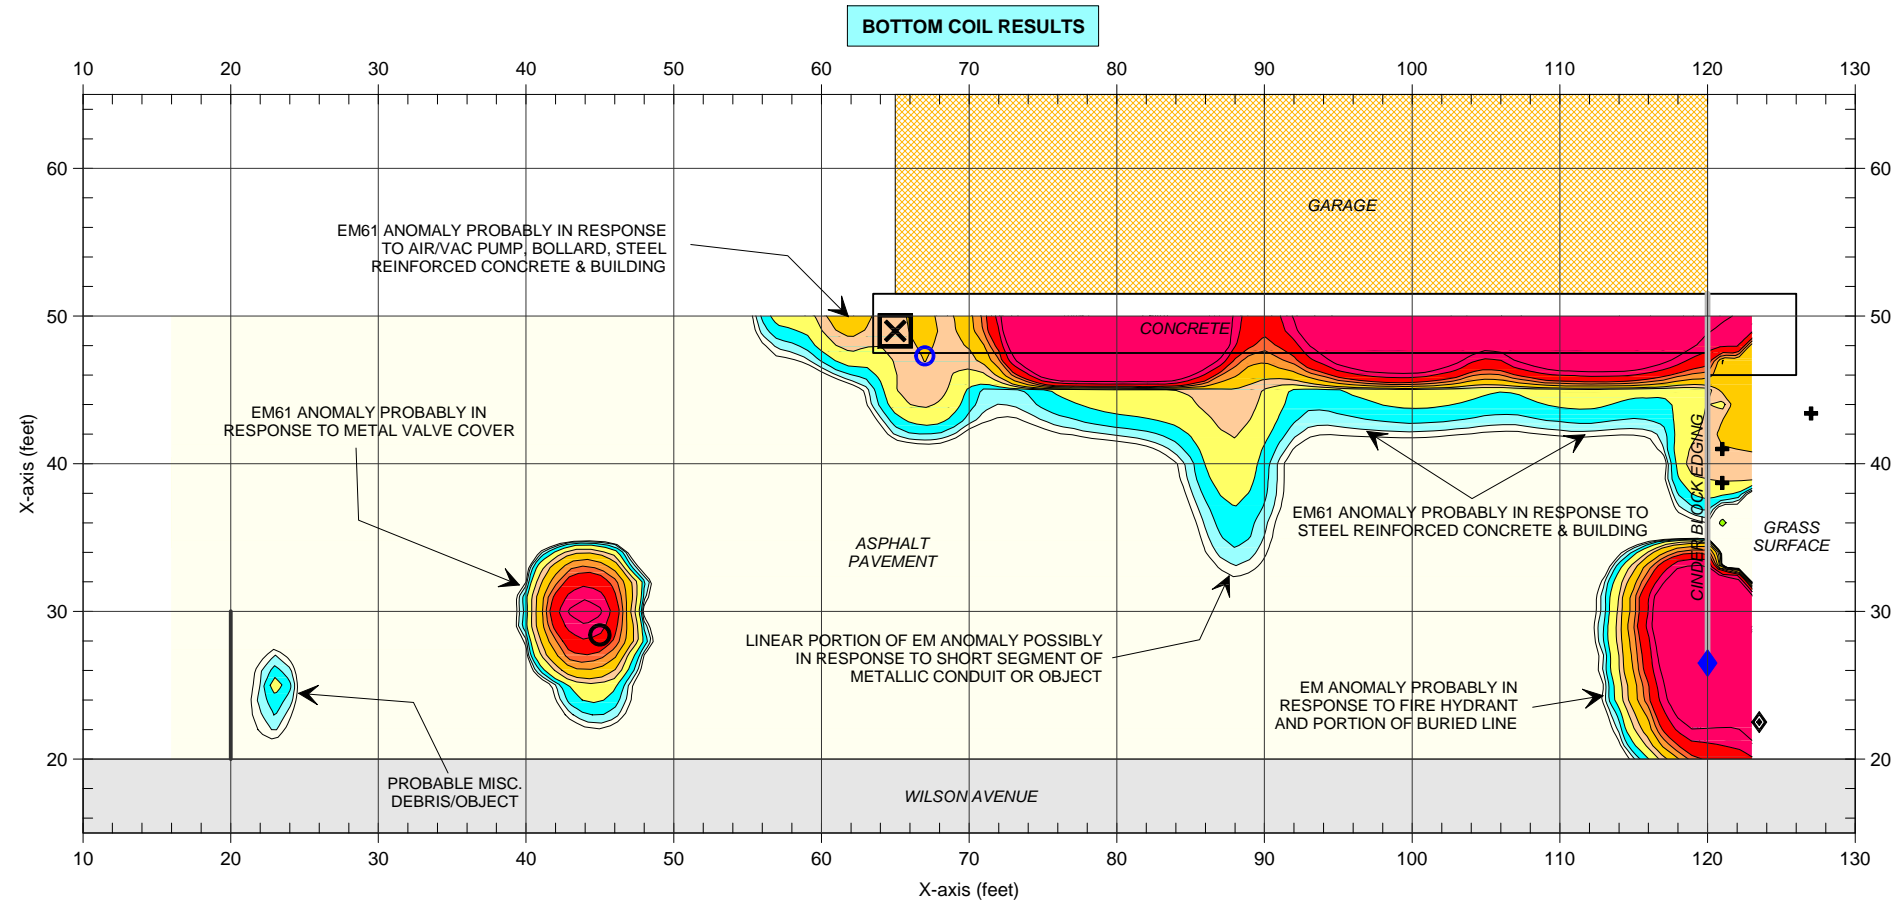 BOTTOM COIL RESULTS
10 20 30 40 50 60 70 80 90 100 110 120 130
60 60
GARAGE
EM61 ANOMALY PROBABLY IN RESPONSE
TO AIR/VAC PUMP, BOLLARD, STEEL
REINFORCED CONCRETE & BUILDING
50 50
CONCRETE
EM61 ANOMALY PROBABLY IN
RESPONSE TO METAL VALVE COVER
X-axis (feet)
40 40
CINDER BLOCK EDGING
EM61 ANOMALY PROBABLY IN RESPONSE TO
STEEL REINFORCED CONCRETE & BUILDING
GRASS
SURFACE
ASPHALT
PAVEMENT
30 30
LINEAR PORTION OF EM ANOMALY POSSIBLY
IN RESPONSE TO SHORT SEGMENT OF
METALLIC CONDUIT OR OBJECT
EM ANOMALY PROBABLY IN
RESPONSE TO FIRE HYDRANT
AND PORTION OF BURIED LINE
20 20
PROBABLE MISC.
DEBRIS/OBJECT
WILSON AVENUE
10 20 30 40 50 60 70 80 90 100 110 120 130
X-axis (feet)